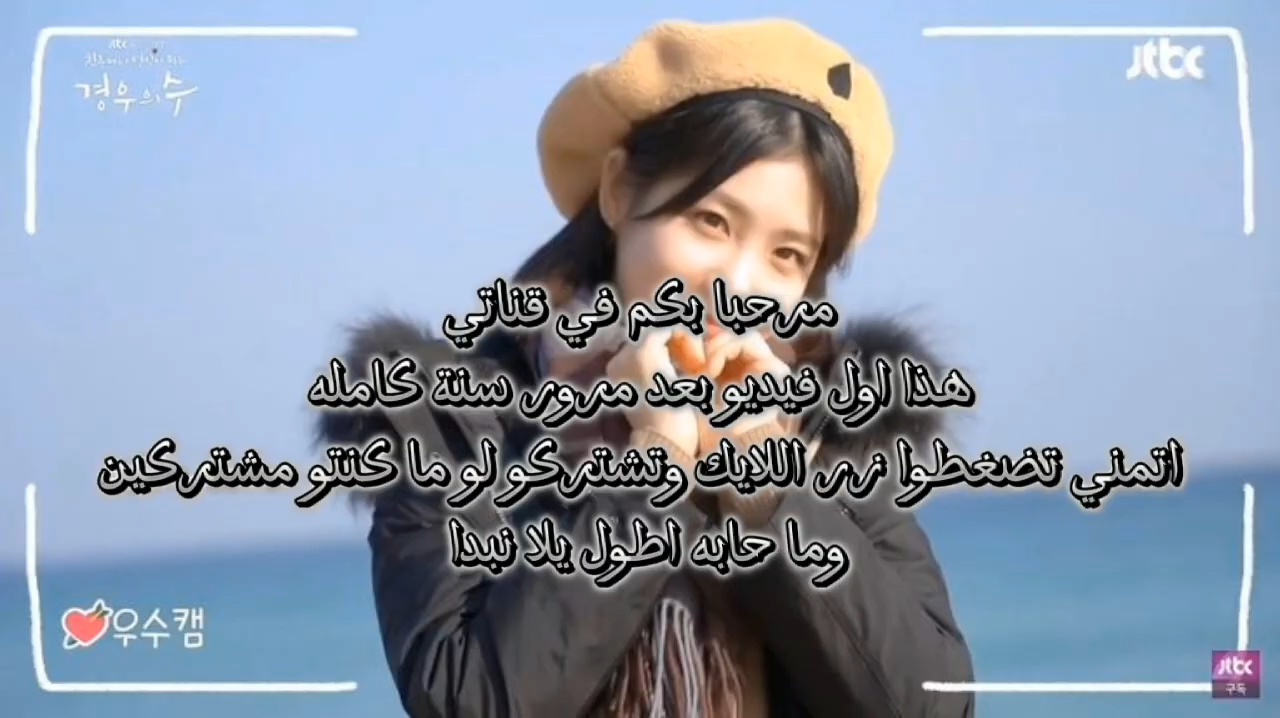 경우의수
jtbc
مرحبا بكم في قناتي
هذا اول فيديو بعد مرور سنة كامله
اتمني تضغطوا زر اللايك وتشتركو لو ما كنتو مشتركين
وما حابه اطول يلا نبدا
우수캠
jtbc
구독